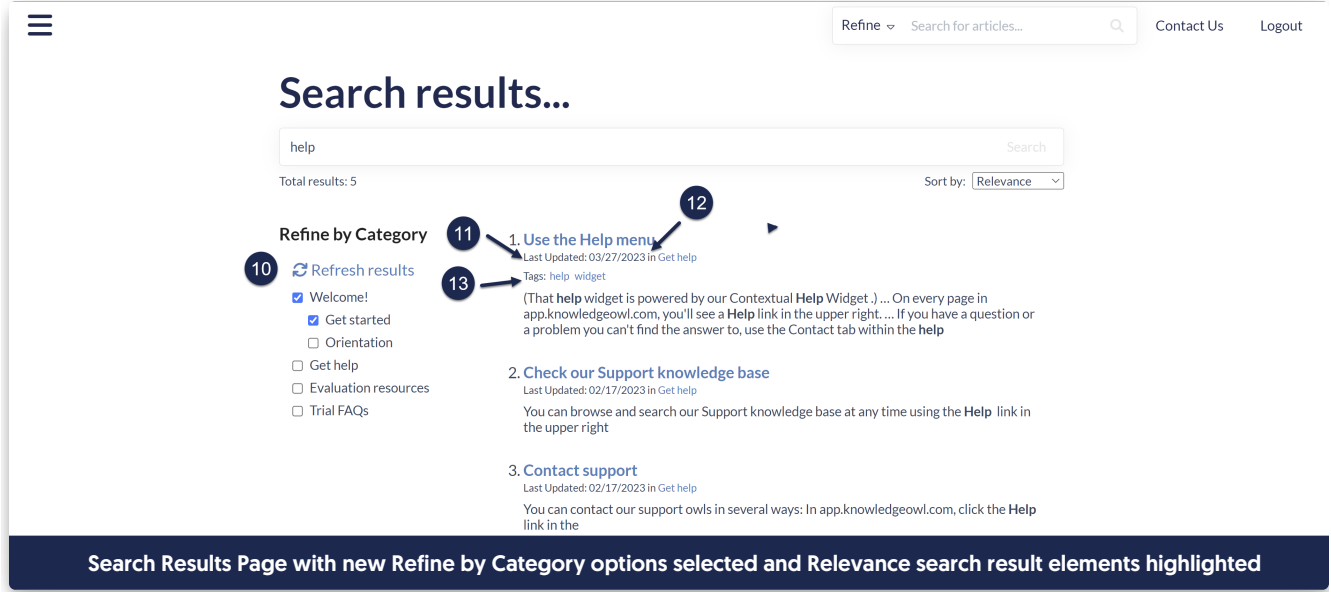 Refine Search for articles... Contact Us Logout
Search results...
help Search
Total results: 5 Sort by: Relevance
Refine by Category
10 Refresh results
Welcome!
Get started
Orientation
Get help
Evaluation resources
Trial FAQs
11
12
13
1. Use the Help menu
Last Updated: 03/27/2023 in Get help
Tags: help widget
(That help widget is powered by our Contextual Help Widget .) ... On every page in
app.knowledgeowl.com, you'll see a Help link in the upper right. ... If you have a question or
a problem you can't find the answer to, use the Contact tab within the help
2. Check our Support knowledge base
Last Updated: 02/17/2023 in Get help
You can browse and search our Support knowledge base at any time using the Help link in
the upper right
3. Contact support
Last Updated: 02/17/2023 in Get help
You can contact our support owls in several ways: In app.knowledgeowl.com, click the Help
link in the
Search Results Page with new Refine by Category options selected and Relevance search result elements highlighted